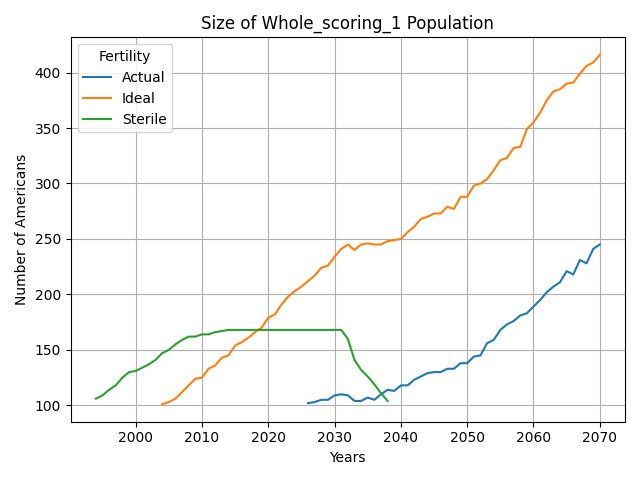 Size of Whole_scoring_1 Population
Fertility
Actual
Ideal
Sterile
Number of Americans
400
350
300
250
200
150
100
2000 2010 2020 2030 2040 2050 2060 2070
Years